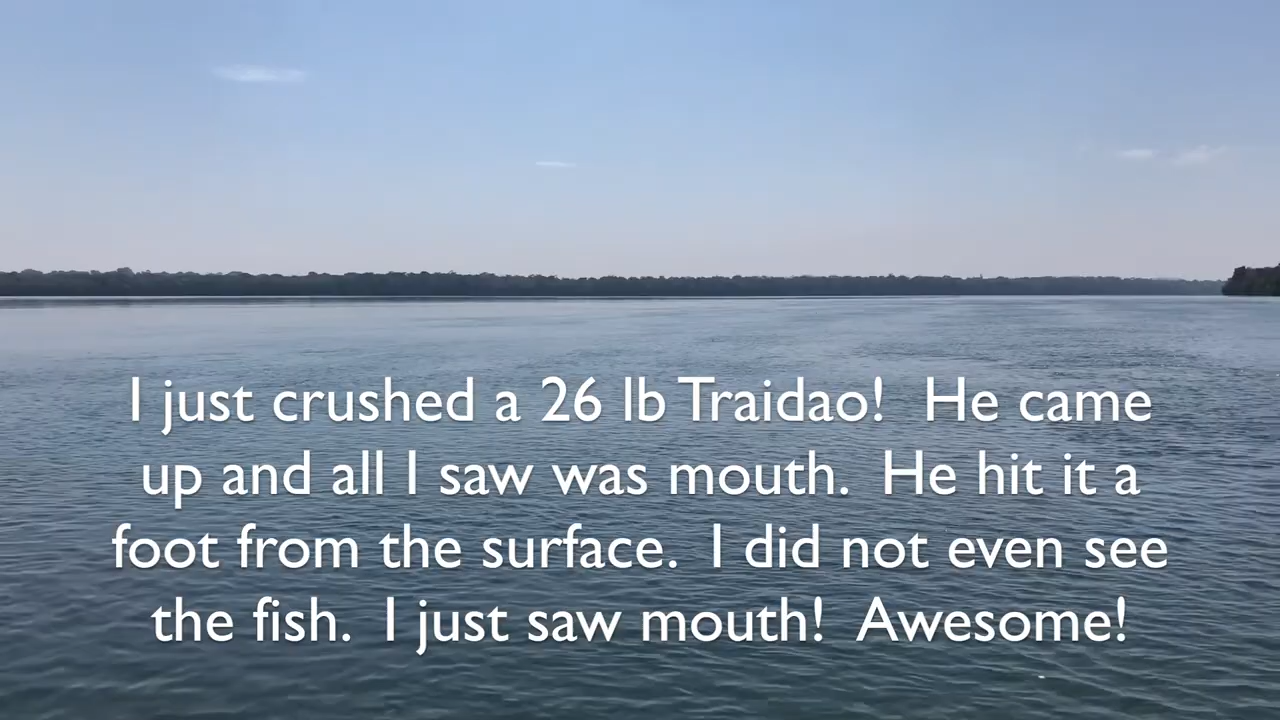 I just crushed a 26 lb Traidao!  He came
up and all I saw was mouth.  He hit it a
foot from the surface.  I did not even see
the fish.  I just saw mouth!  Awesome!